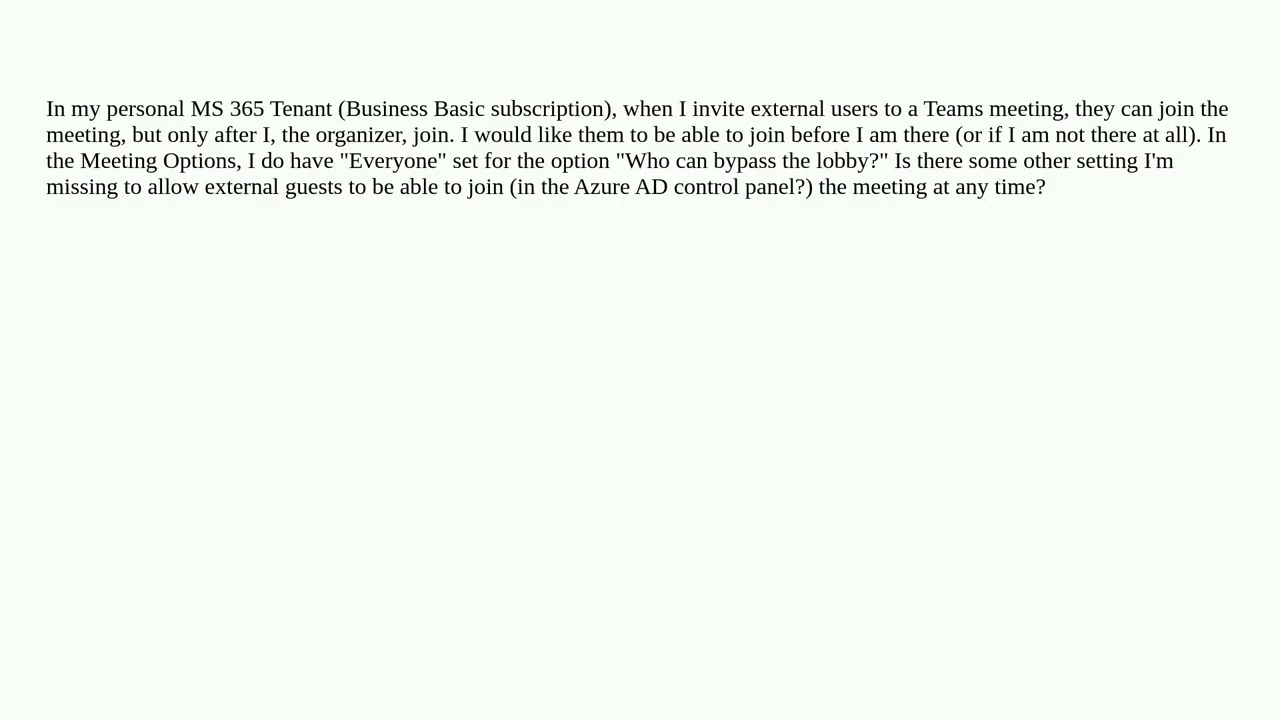 In my personal MS 365 Tenant (Business Basic subscription), when I invite external users to a Teams meeting, they can join the
meeting, but only after I, the organizer, join. I would like them to be able to join before I am there (or if I am not there at all). In
the Meeting Options, I do have "Everyone" set for the option "Who can bypass the lobby?" Is there some other setting I'm
missing to allow external guests to be able to join (in the Azure AD control panel?) the meeting at any time?